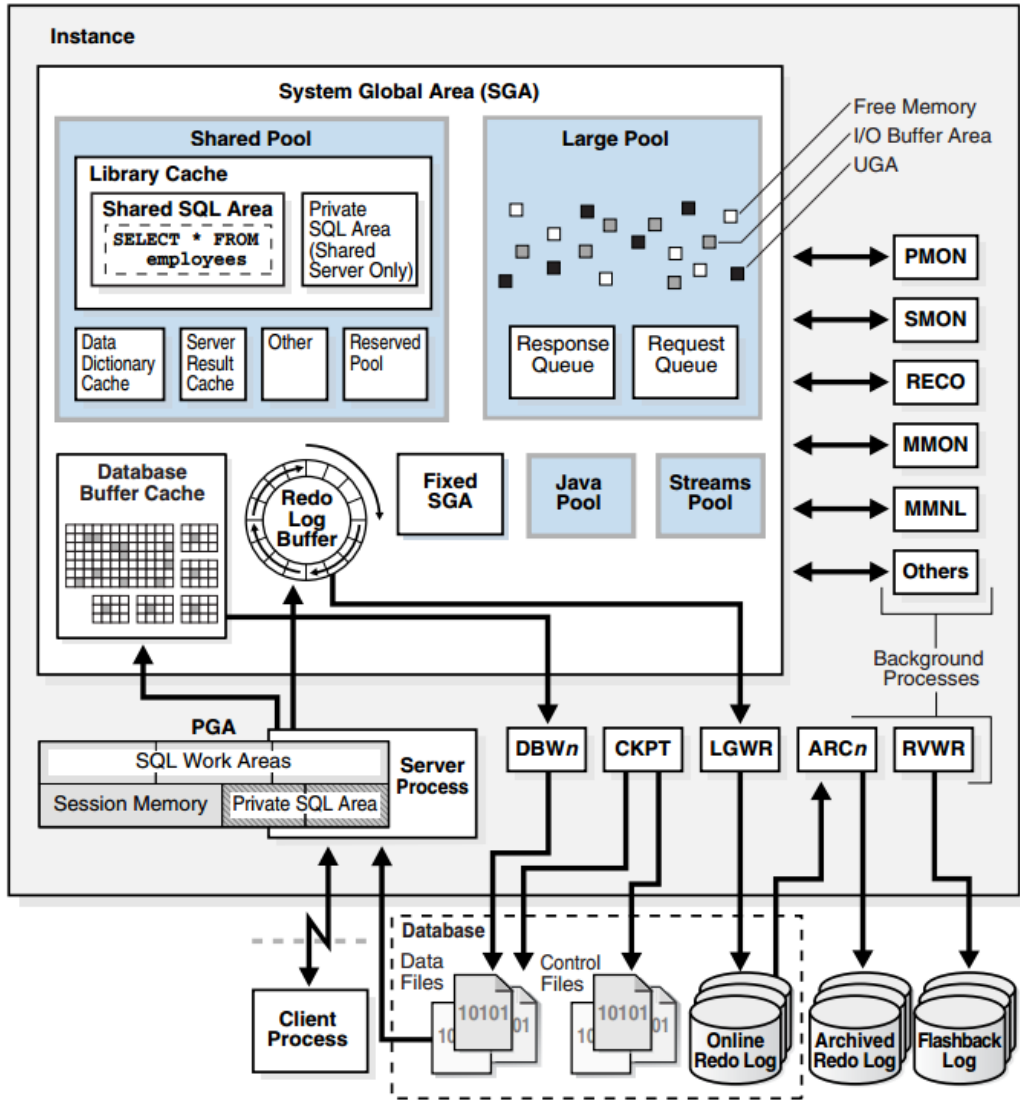 Instance
System Global Area (SGA)
Shared Pool
Library Cache
Shared SQL Area
SELECT * FROM
employees
Private
SQL Area
(Shared
Server Only)
Data
Dictionary
Cache
Server
Result
Cache
Other
Reserved
Pool
Large Pool
Response
Queue
Request
Queue
Free Memory
I/O Buffer Area
UGA
Database
Buffer Cache
Redo
Log
Buffer
Fixed
SGA
Java
Pool
Streams
Pool
PMON
SMON
RECO
MMON
MMNL
Others
Background
Processes
PGA
SQL Work Areas
Session Memory
Private SQL Area
Server
Process
DBWn
CKPT
LGWR
ARCn
RVWR
Client
Process
Database
Data
Files
10
10101
01
Control
Files
10
10101
01
Online
Redo Log
Archived
Redo Log
Flashback
Log